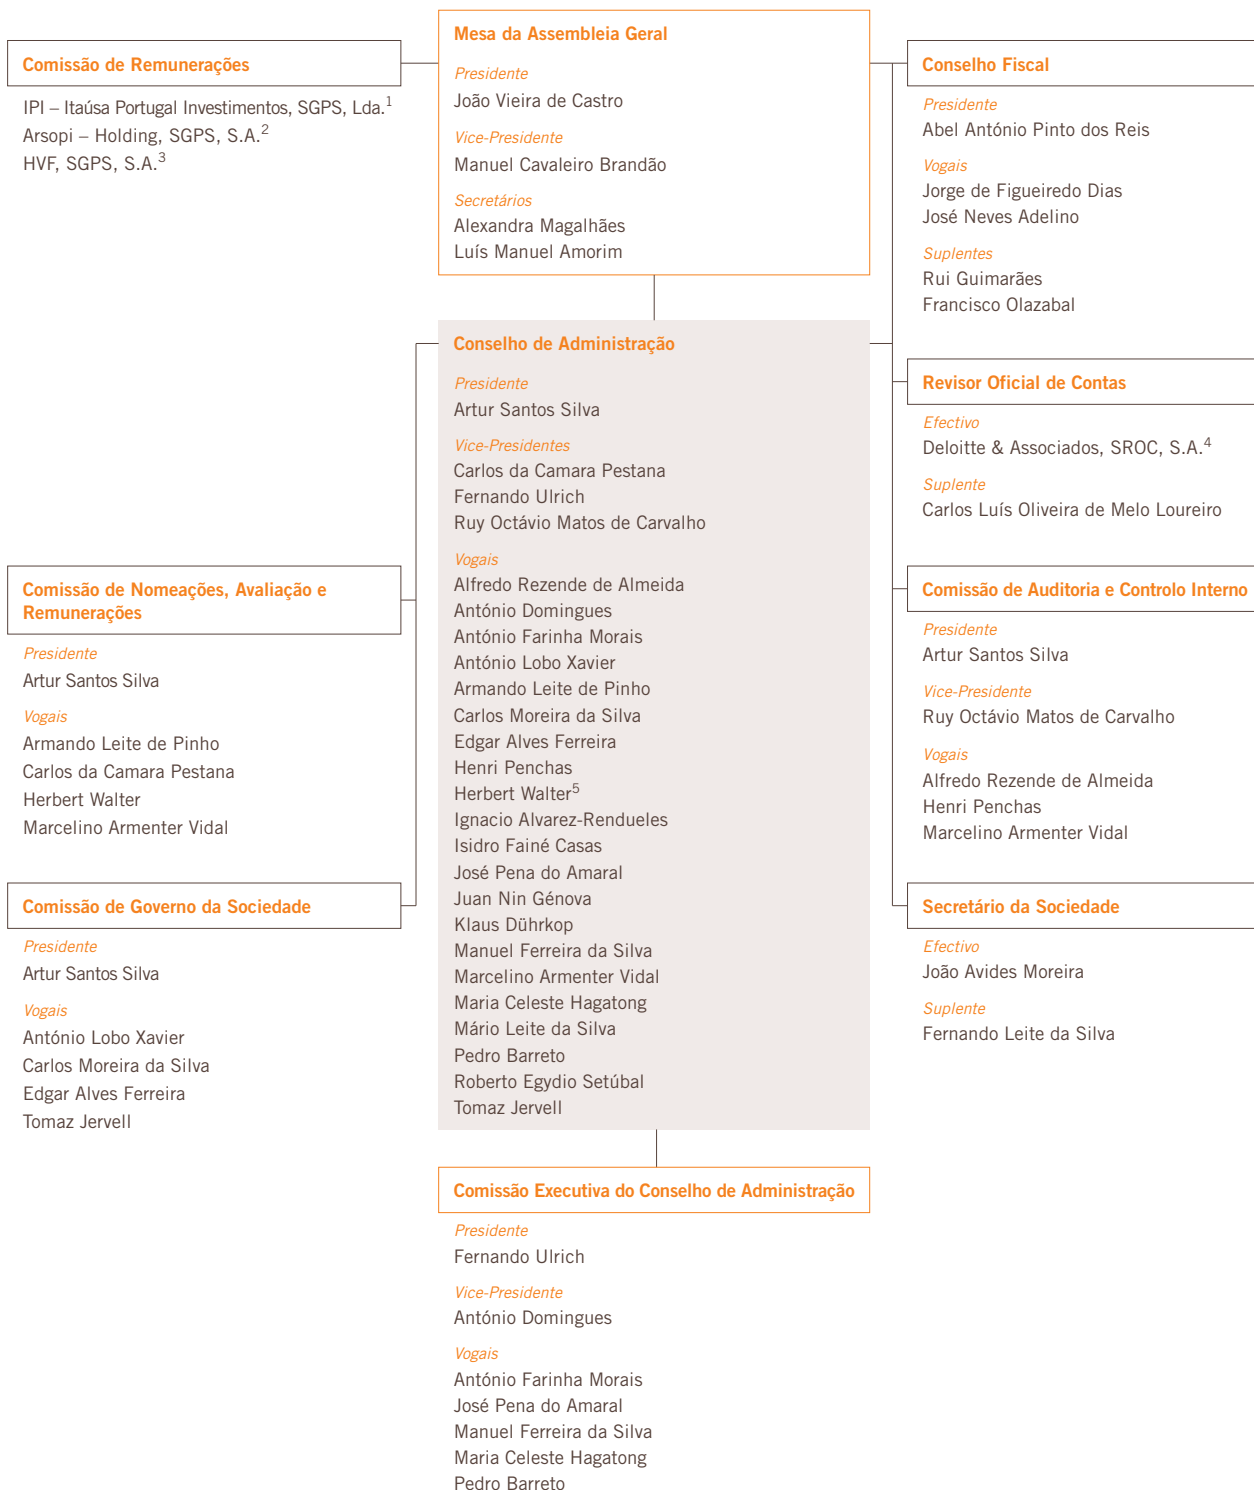 Mesa da Assembleia Geral
Presidente
João Vieira de Castro
Vice-Presidente
Manuel Cavaleiro Brandão
Secretários
Alexandra Magalhães
Luís Manuel Amorim
Comissão de Remunerações
IPI – Itaúsa Portugal Investimentos, SGPS, Lda.1
Arsopi – Holding, SGPS, S.A.2
HVF, SGPS, S.A.3
Conselho Fiscal
Presidente
Abel António Pinto dos Reis
Vogais
Jorge de Figueiredo Dias
José Neves Adelino
Suplentes
Rui Guimarães
Francisco Olazabal
Conselho de Administração
Presidente
Artur Santos Silva
Vice-Presidentes
Carlos da Camara Pestana
Fernando Ulrich
Ruy Octávio Matos de Carvalho
Vogais
Alfredo Rezende de Almeida
António Domingues
António Farinha Morais
António Lobo Xavier
Armando Leite de Pinho
Carlos Moreira da Silva
Edgar Alves Ferreira
Henri Penchas
Herbert Walter5
Ignacio Alvarez-Rendueles
Isidro Fainé Casas
José Pena do Amaral
Juan Nin Génova
Klaus Dührkop
Manuel Ferreira da Silva
Marcelino Armenter Vidal
Maria Celeste Hagatong
Mário Leite da Silva
Pedro Barreto
Roberto Egydio Setúbal
Tomaz Jervell
Revisor Oficial de Contas
Efectivo
Deloitte & Associados, SROC, S.A.4
Suplente
Carlos Luís Oliveira de Melo Loureiro
Comissão de Nomeações, Avaliação e
Remunerações
Presidente
Artur Santos Silva
Vogais
Armando Leite de Pinho
Carlos da Camara Pestana
Herbert Walter
Marcelino Armenter Vidal
Comissão de Auditoria e Controlo Interno
Presidente
Artur Santos Silva
Vice-Presidente
Ruy Octávio Matos de Carvalho
Vogais
Alfredo Rezende de Almeida
Henri Penchas
Marcelino Armenter Vidal
Comissão de Governo da Sociedade
Presidente
Artur Santos Silva
Vogais
António Lobo Xavier
Carlos Moreira da Silva
Edgar Alves Ferreira
Tomaz Jervell
Secretário da Sociedade
Efectivo
João Avides Moreira
Suplente
Fernando Leite da Silva
Comissão Executiva do Conselho de Administração
Presidente
Fernando Ulrich
Vice-Presidente
António Domingues
Vogais
António Farinha Morais
José Pena do Amaral
Manuel Ferreira da Silva
Maria Celeste Hagatong
Pedro Barreto